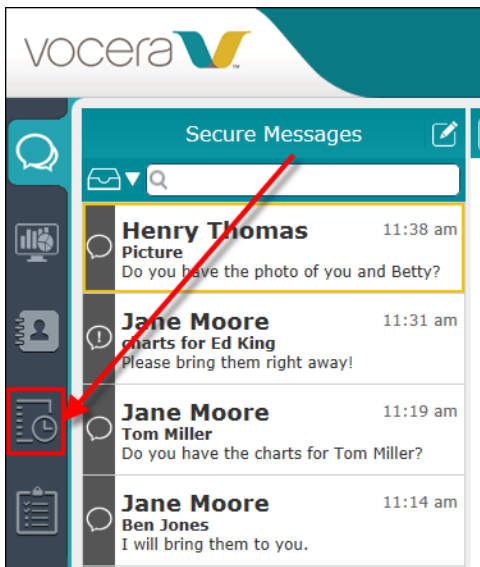 vocera
Secure Messages
Henry Thomas 11:38 am
Picture
Do you have the photo of you and Betty?
Jane Moore 11:31 am
charts for Ed King
Please bring them right away!
Jane Moore 11:19 am
Tom Miller
Do you have the charts for Tom Miller?
Jane Moore 11:14 am
Ben Jones
I will bring them to you.